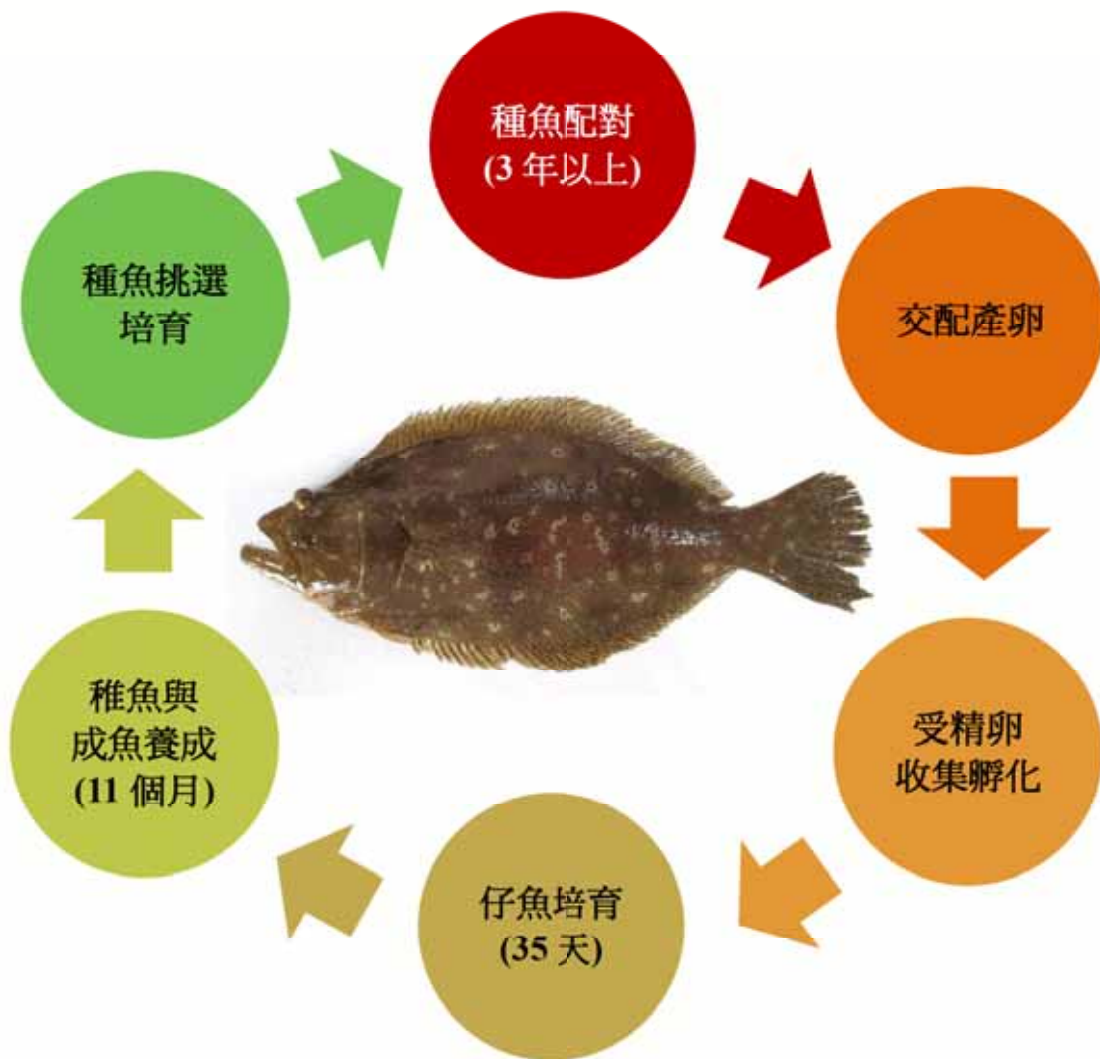 種魚配對
(3 年以上)
交配產卵
受精卵
收集孵化
仔魚培育
(35 天)
稚魚與
成魚養成
(11 個月)
種魚挑選
培育